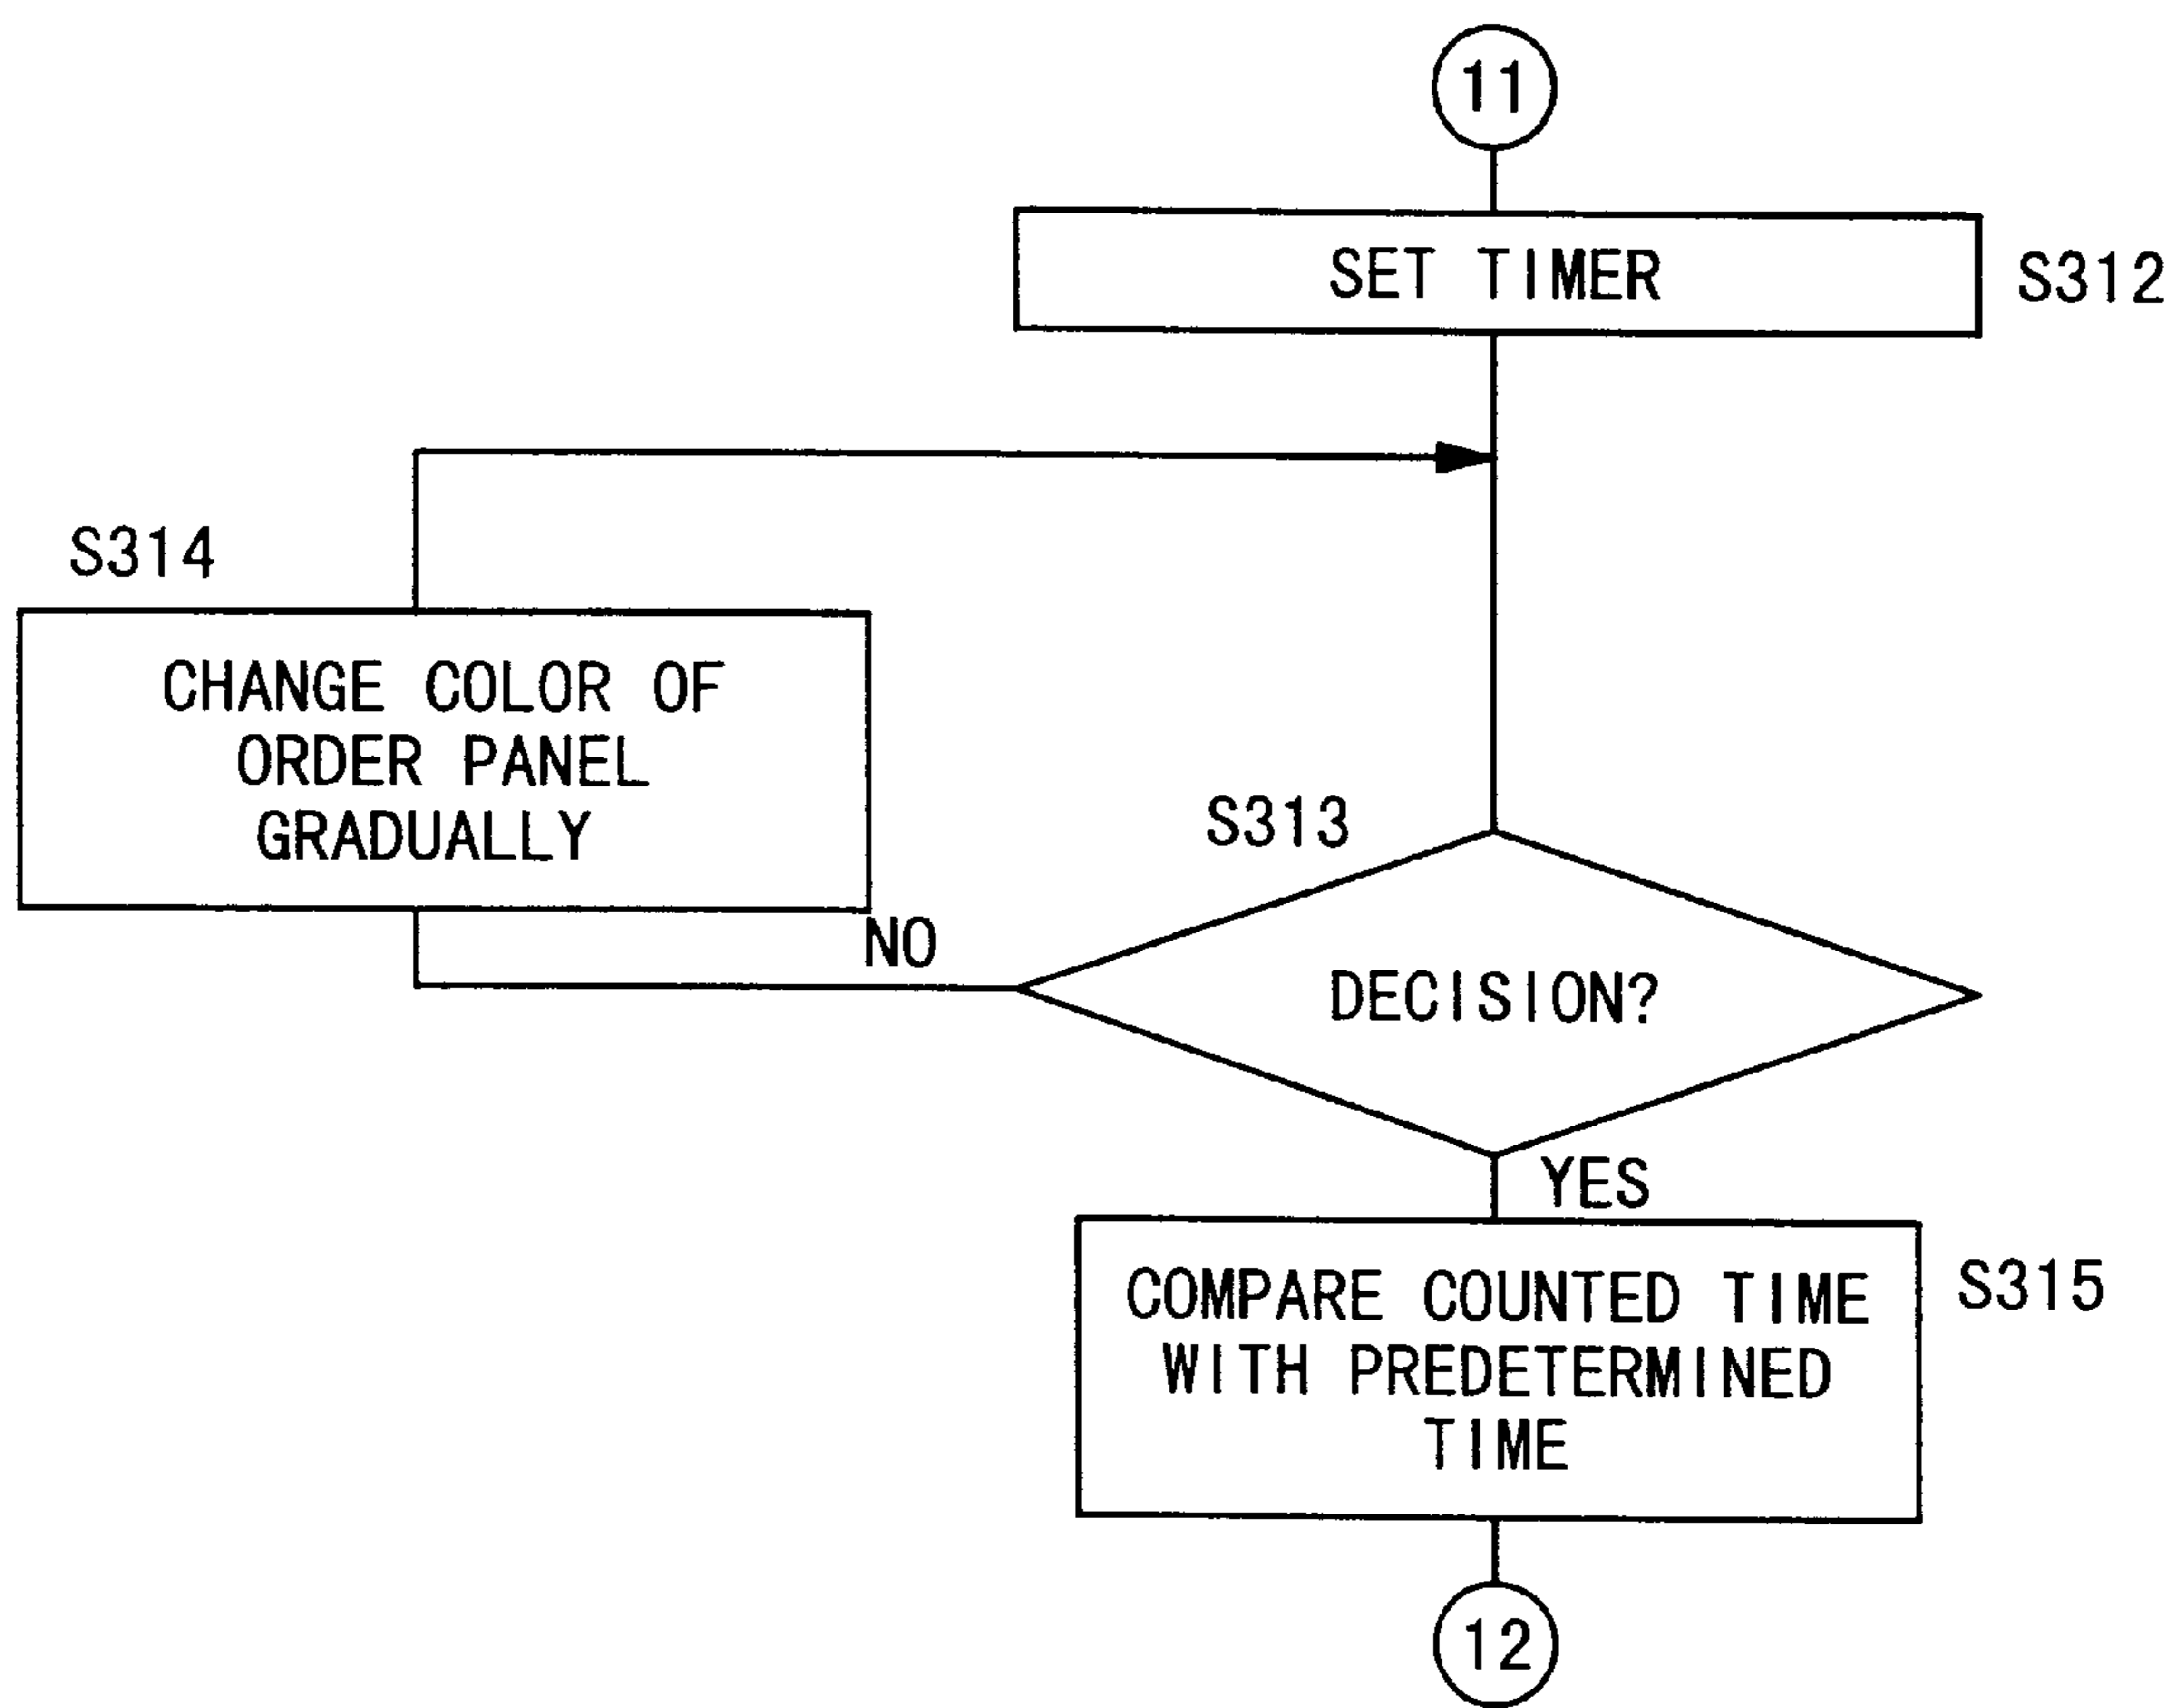 11
SET TIMER
S312
S314
CHANGE COLOR OF
ORDER PANEL
GRADUALLY
S313
NO
DECISION?
YES
COMPARE COUNTED TIME
WITH PREDETERMINED
TIME
S315
12